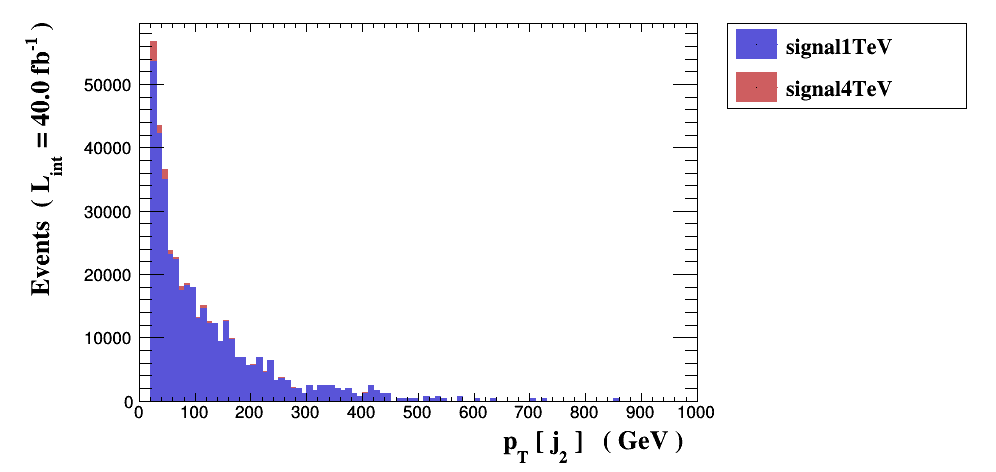 Events ( L_int = 40.0 fb^-1 )
50000
40000
30000
20000
10000
0
0 100 200 300 400 500 600 700 800 900 1000
p_T [ j_2 ] ( GeV )
signal1TeV
signal4TeV